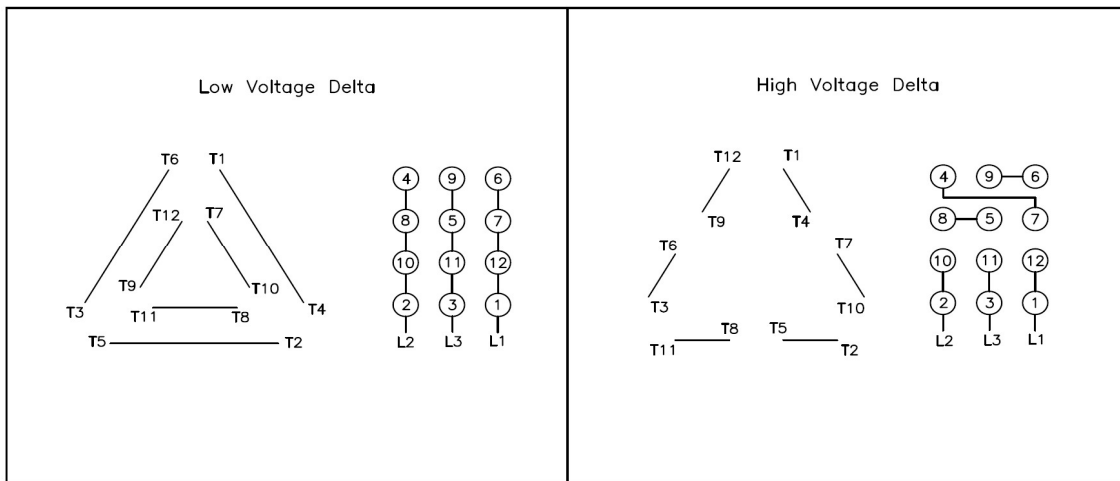 Low Voltage Delta
T6 T1
T12 T7
T9 T10
T3 T11 T8 T4
T5 T2
4 9 6
8 5 7
10 11 12
2 3 1
L2 L3 L1
High Voltage Delta
T12 T1
T9 T4
T6 T7
T3 T10
T8 T5
T11 T2
4 9 6
8 5 7
10 11 12
2 3 1
L2 L3 L1